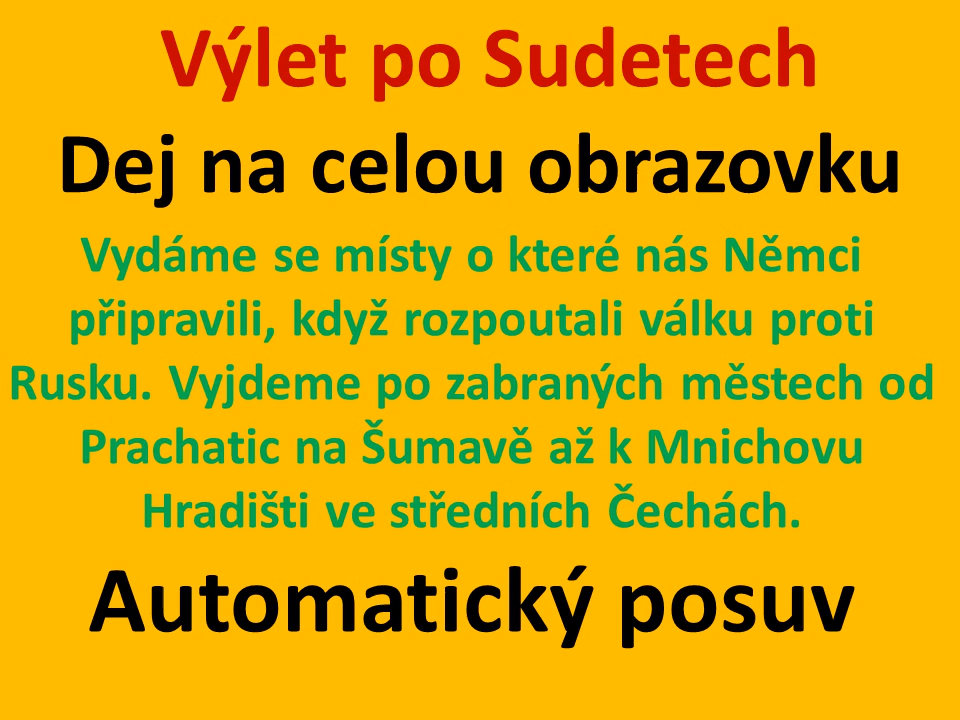 Výlet po Sudetech
Dej na celou obrazovku
Vydáme se místy o které nás Němci
připravili, když rozpoutali válku proti
Rusku. Vyjdeme po zabraných městech od
Prachatic na Šumavě až k Mnichovu
Hradišti ve středních Čechách.
Automatický posuv